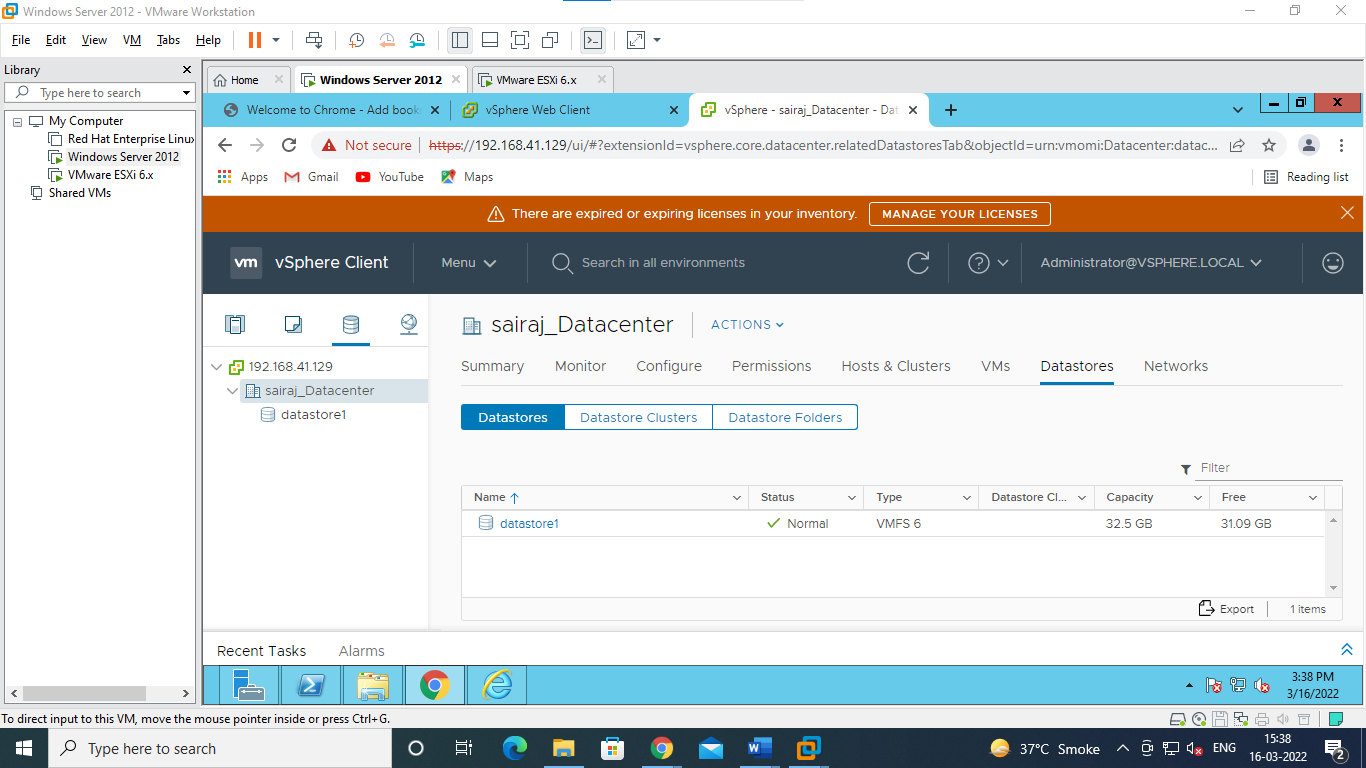 Windows Server 2012 - VMware Workstation
File Edit View VM Tabs Help
Library
Type here to search
My Computer
Red Hat Enterprise Linux
Windows Server 2012
VMware ESXi 6.x
Shared VMs
Home Windows Server 2012 VMware ESXi 6.x
Welcome to Chrome - Add book vSphere Web Client vSphere - sairaj_Datacenter - Dat
Not secure https://192.168.41.129/ui/#?extensionId=vsphere.core.datacenter.relatedDatastoresTab&objectId=urn:vmomi:Datacenter:datac...
Apps Gmail YouTube Maps Reading list
There are expired or expiring licenses in your inventory. MANAGE YOUR LICENSES
vm vSphere Client Menu Search in all environments Administrator@VSPHERE.LOCAL
192.168.41.129
sairaj_Datacenter
datastore1
sairaj_Datacenter ACTIONS
Summary Monitor Configure Permissions Hosts & Clusters VMs Datastores Networks
Datastores Datastore Clusters Datastore Folders
Filter
Name Status Type Datastore Cl... Capacity Free
datastore1 Normal VMFS 6 32.5 GB 31.09 GB
Export 1 items
Recent Tasks Alarms
3:38 PM
3/16/2022
To direct input to this VM, move the mouse pointer inside or press Ctrl+G.
Type here to search
37°C Smoke
ENG
15:38
16-03-2022
2